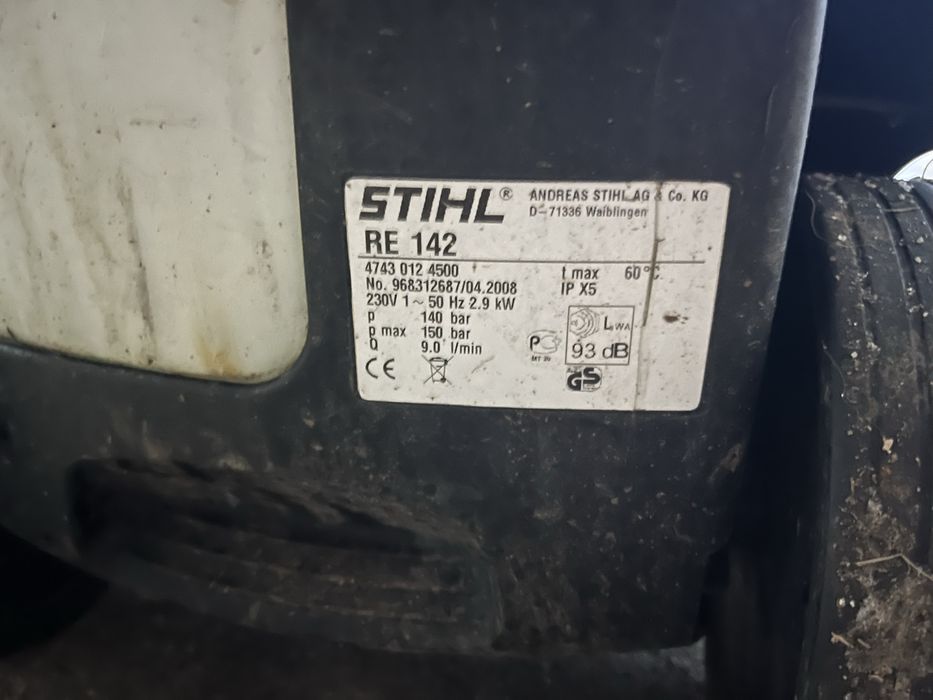 STIHL® ANDREAS STIHL AG & Co. KG
D-71336 Waiblingen
RE 142
4743 012 4500 t max 60°C
No. 968312687/04.2008 IP X5
230V 1~50 Hz 2.9 kW
p 140 bar
p max 150 bar
Q 9.0 l/min
LWA
93 dB
CE
GS